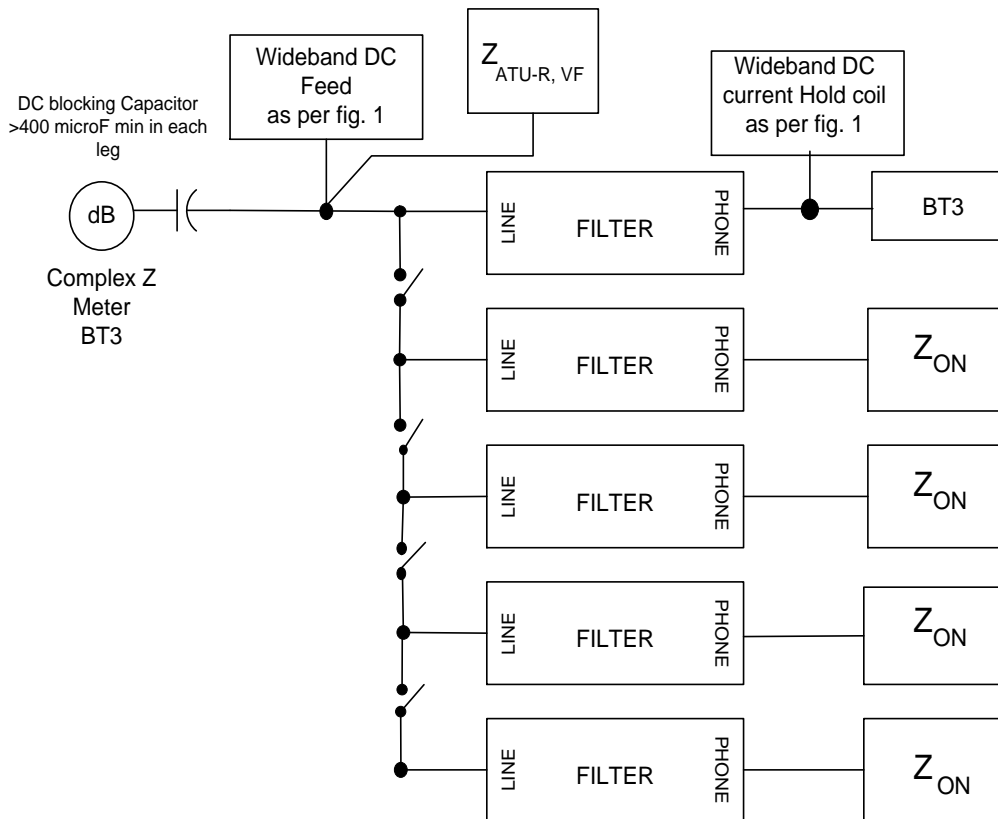 Z ATU-R, VF
Wideband DC
Feed
as per fig. 1
Wideband DC
current Hold coil
as per fig. 1
DC blocking Capacitor
>400 microF min in each
leg
dB
Complex Z
Meter
BT3
LINE
FILTER
PHONE
BT3
LINE
FILTER
PHONE
Z ON
LINE
FILTER
PHONE
Z ON
LINE
FILTER
PHONE
Z ON
LINE
FILTER
PHONE
Z ON